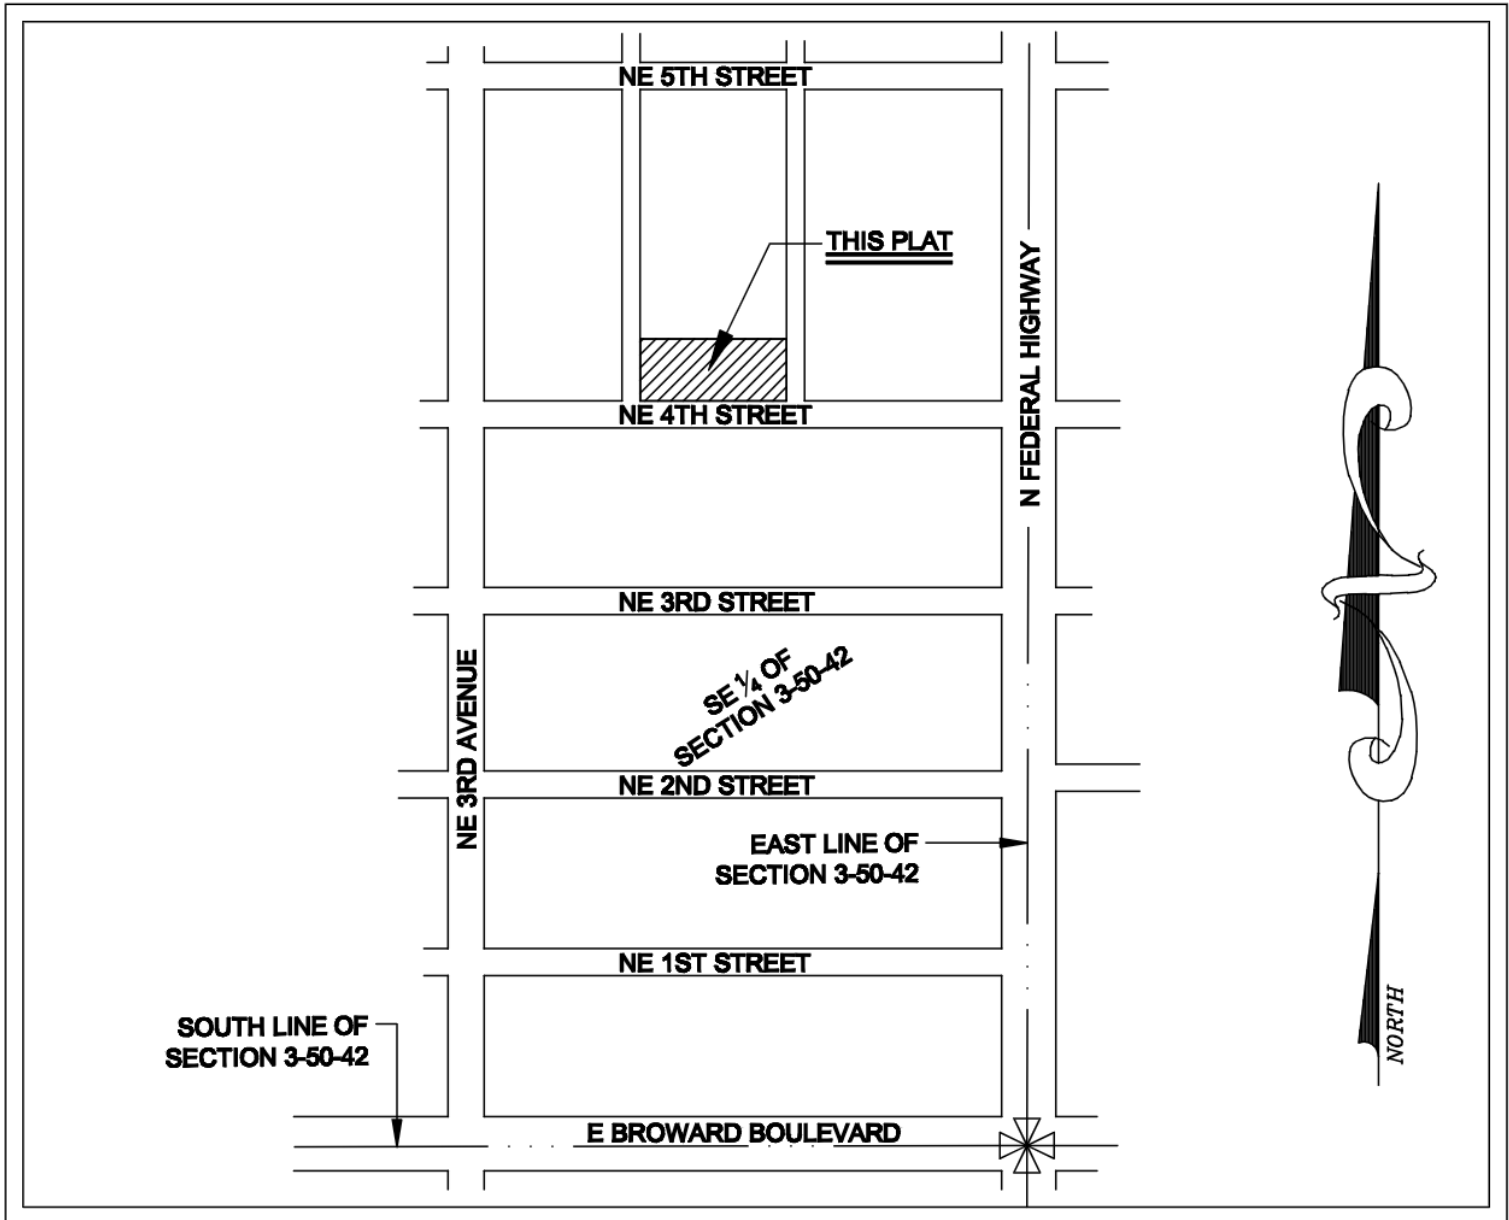 NE 5TH STREET
THIS PLAT
N FEDERAL HIGHWAY
NE 4TH STREET
NE 3RD STREET
SE 1/4 OF
SECTION 3-50-42
NE 3RD AVENUE
NE 2ND STREET
EAST LINE OF
SECTION 3-50-42
NE 1ST STREET
SOUTH LINE OF
SECTION 3-50-42
NORTH
E BROWARD BOULEVARD